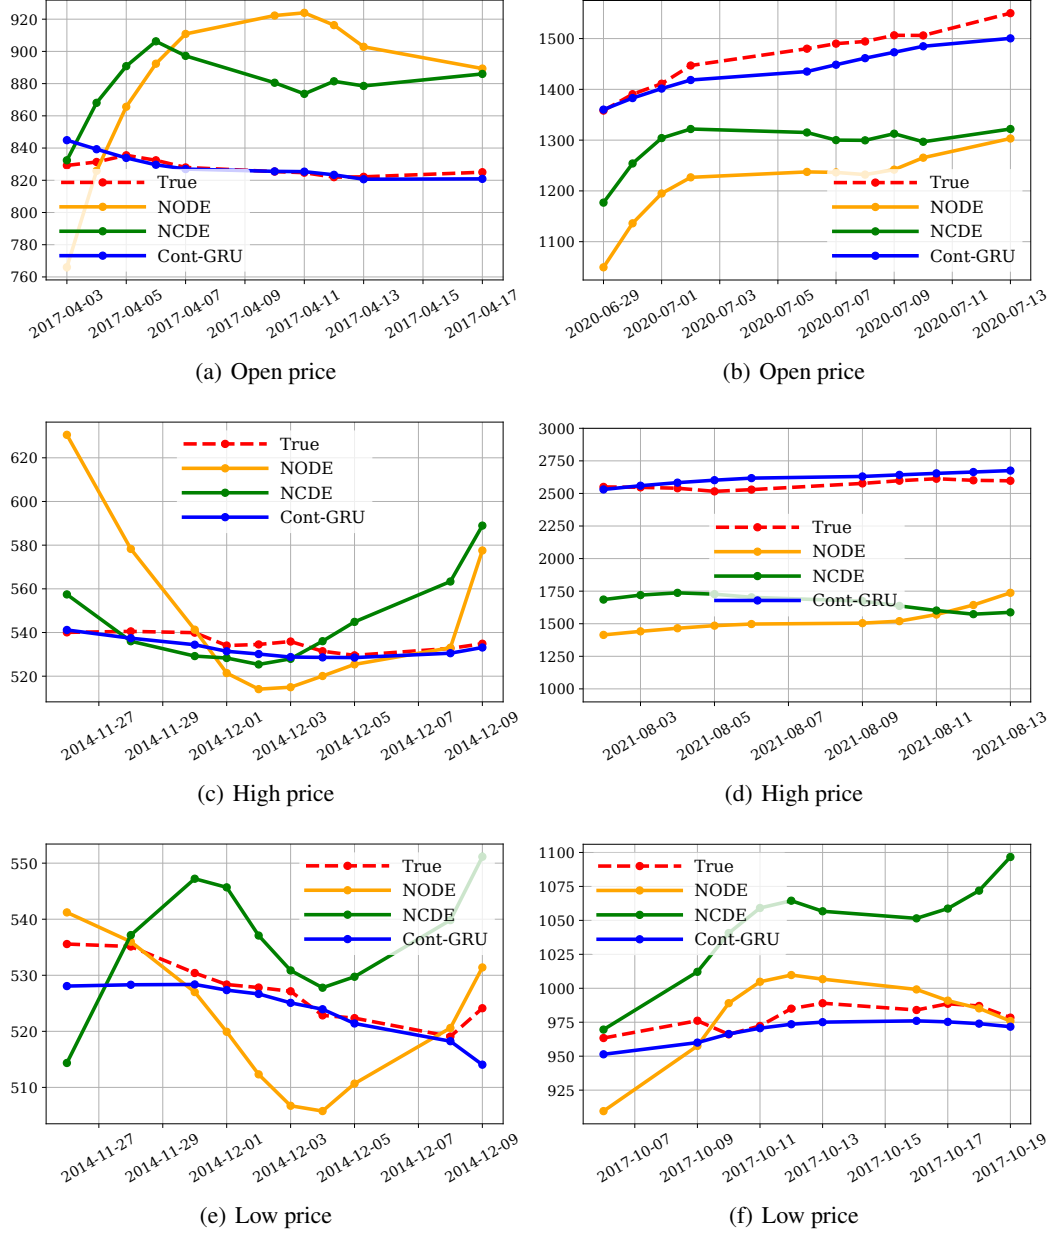 920
900
880
860
840
820
800
780
760
True
NODE
NCDE
Cont-GRU
2017-04-03
2017-04-05
2017-04-07
2017-04-09
2017-04-11
2017-04-13
2017-04-15
2017-04-17
(a) Open price
1500
1400
1300
1200
1100
True
NODE
NCDE
Cont-GRU
2020-06-29
2020-07-01
2020-07-03
2020-07-05
2020-07-07
2020-07-09
2020-07-11
2020-07-13
(b) Open price
620
600
580
560
540
520
True
NODE
NCDE
Cont-GRU
2014-11-27
2014-11-29
2014-12-01
2014-12-03
2014-12-05
2014-12-07
2014-12-09
(c) High price
3000
2750
2500
2250
2000
1750
1500
1250
1000
True
NODE
NCDE
Cont-GRU
2021-08-03
2021-08-05
2021-08-07
2021-08-09
2021-08-11
2021-08-13
(d) High price
550
540
530
520
510
True
NODE
NCDE
Cont-GRU
2014-11-27
2014-11-29
2014-12-01
2014-12-03
2014-12-05
2014-12-07
2014-12-09
(e) Low price
1100
1075
1050
1025
1000
975
950
925
True
NODE
NCDE
Cont-GRU
2017-10-07
2017-10-09
2017-10-11
2017-10-13
2017-10-15
2017-10-17
2017-10-19
(f) Low price